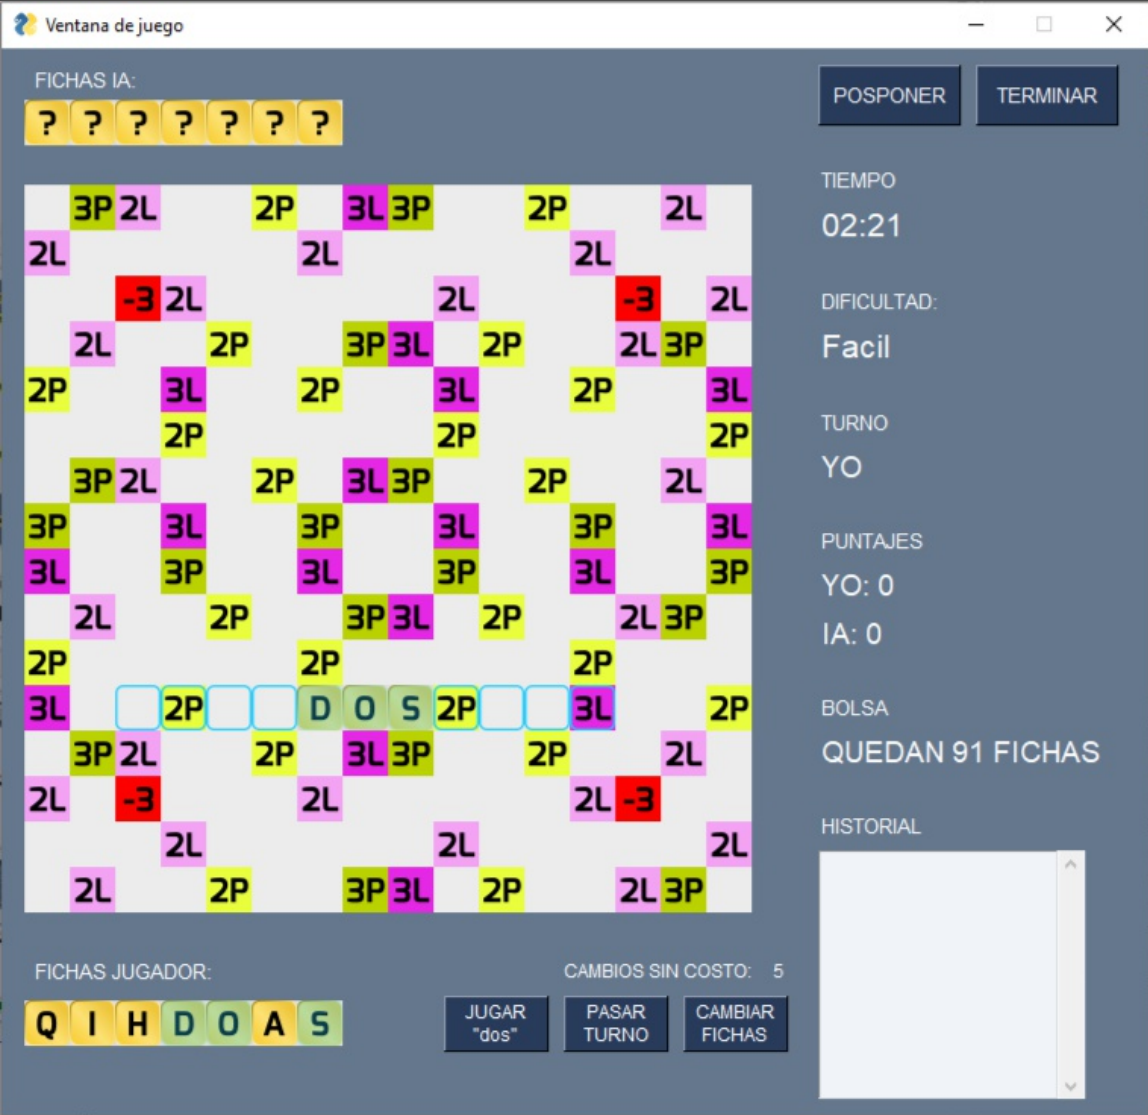 Ventana de juego
FICHAS IA:
? ? ? ? ? ? ?
POSPONER
TERMINAR
3P 2L 2P 3L 3P 2P 2L
2L 2L 2L
-3 2L 2L -3 2L
2L 2P 3P 3L 2P 2L 3P
2P 3L 2P 3L 2P 3L
2P 2P 2P
3P 2L 2P 3L 3P 2P 2L
3P 3L 3P 3L 3P 3L
3L 3P 3L 3P 3L 3P
2L 2P 3P 3L 2P 2L 3P
2P 2P 2P
3L 2P D O S 2P 3L 2P
3P 2L 2P 3L 3P 2P 2L
2L -3 2L 2L -3
2L 2L 2L
2L 2P 3P 3L 2P 2L 3P
TIEMPO
02:21
DIFICULTAD:
Facil
TURNO
YO
PUNTAJES
YO: 0
IA: 0
BOLSA
QUEDAN 91 FICHAS
HISTORIAL
FICHAS JUGADOR:
Q I H D O A S
CAMBIOS SIN COSTO: 5
JUGAR
"dos"
PASAR
TURNO
CAMBIAR
FICHAS